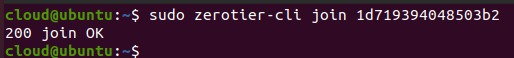 cloud@ubuntu:~$ sudo zerotier-cli join 1d719394048503b2
200 join OK
cloud@ubuntu:~$